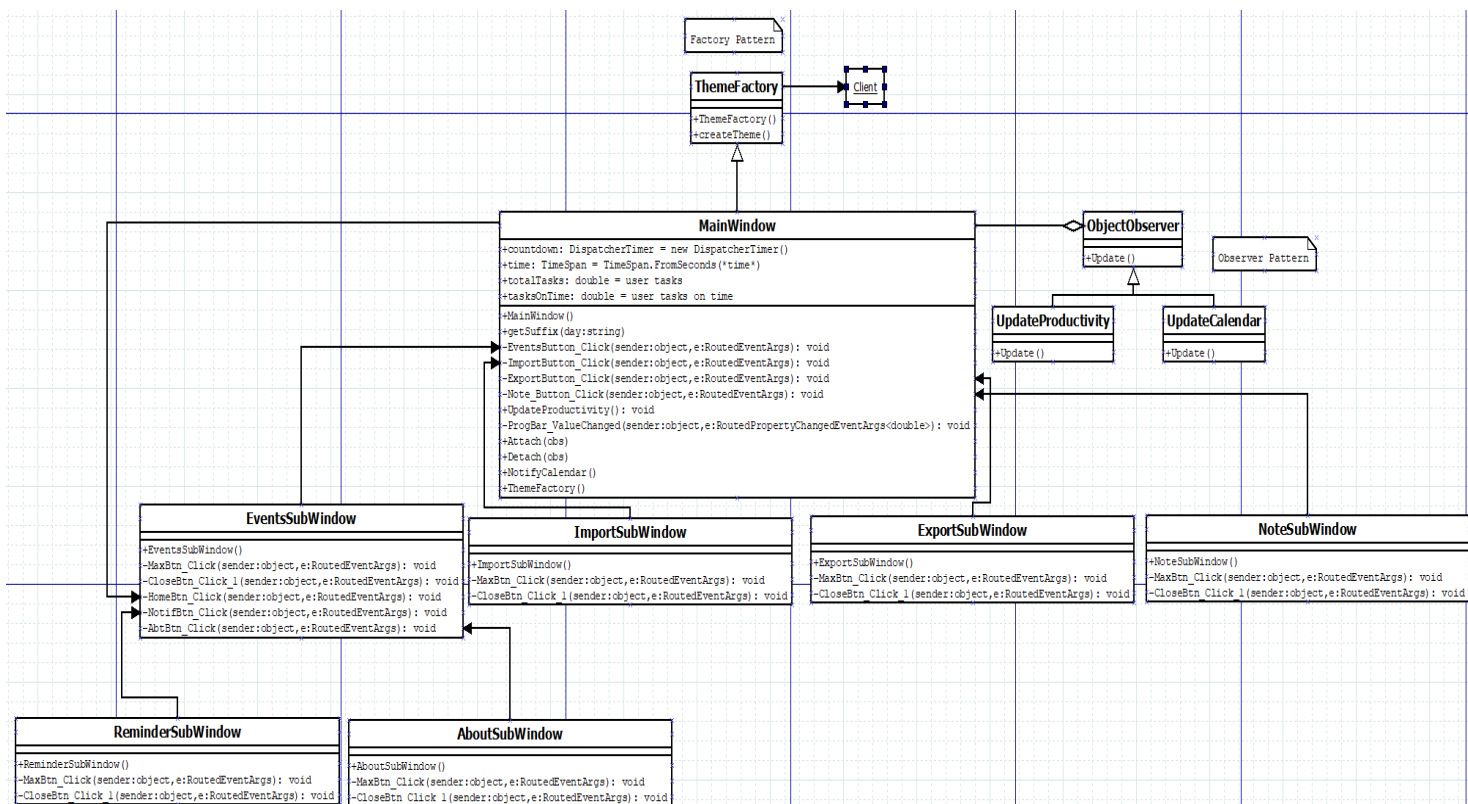 Factory Pattern
ThemeFactory
+ThemeFactory()
+createTheme()
Client
MainWindow
+countdown: DispatcherTimer = new DispatcherTimer()
+time: TimeSpan = TimeSpan.FromSeconds(*time*)
+totalTasks: double = user tasks
+tasksOnTime: double = user tasks on time
+MainWindow()
+getSuffix(day:string)
-EventsButton_Click(sender:object,e:RoutedEventArgs): void
-ImportButton_Click(sender:object,e:RoutedEventArgs): void
-ExportButton_Click(sender:object,e:RoutedEventArgs): void
-Note_Button_Click(sender:object,e:RoutedEventArgs): void
+UpdateProductivity(): void
-ProgBar_ValueChanged(sender:object,e:RoutedPropertyChangedEventArgs<double>): void
+Attach(obs)
+Detach(obs)
+NotifyCalendar()
+ThemeFactory()
ObjectObserver
+Update()
Observer Pattern
UpdateProductivity
+Update()
UpdateCalendar
+Update()
EventsSubWindow
+EventsSubWindow()
-MaxBtn_Click(sender:object,e:RoutedEventArgs): void
-CloseBtn_Click_1(sender:object,e:RoutedEventArgs): void
-HomeBtn_Click(sender:object,e:RoutedEventArgs): void
-NotifBtn_Click(sender:object,e:RoutedEventArgs): void
-AbtBtn_Click(sender:object,e:RoutedEventArgs): void
ImportSubWindow
+ImportSubWindow()
-MaxBtn_Click(sender:object,e:RoutedEventArgs): void
-CloseBtn_Click_1(sender:object,e:RoutedEventArgs): void
ExportSubWindow
+ExportSubWindow()
-MaxBtn_Click(sender:object,e:RoutedEventArgs): void
-CloseBtn_Click_1(sender:object,e:RoutedEventArgs): void
NoteSubWindow
+NoteSubWindow()
-MaxBtn_Click(sender:object,e:RoutedEventArgs): void
-CloseBtn_Click_1(sender:object,e:RoutedEventArgs): void
ReminderSubWindow
+ReminderSubWindow()
-MaxBtn_Click(sender:object,e:RoutedEventArgs): void
-CloseBtn_Click_1(sender:object,e:RoutedEventArgs): void
AboutSubWindow
+AboutSubWindow()
-MaxBtn_Click(sender:object,e:RoutedEventArgs): void
-CloseBtn_Click_1(sender:object,e:RoutedEventArgs): void